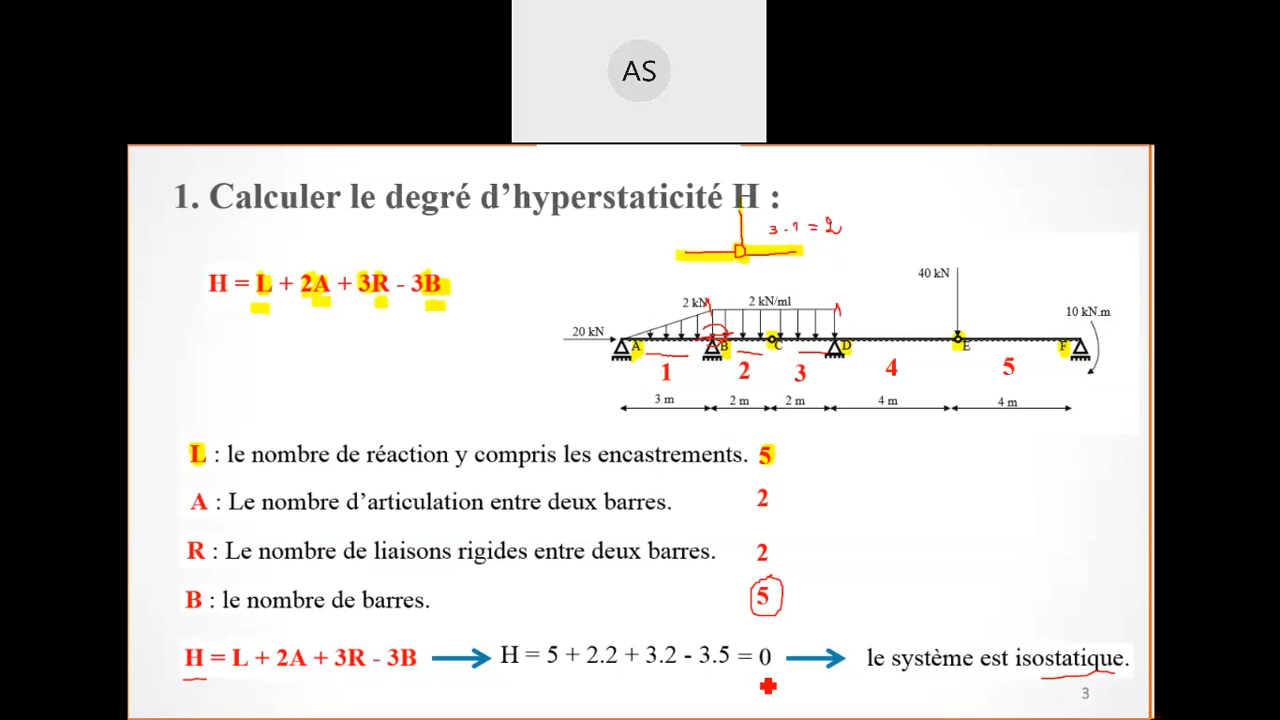 AS
1. Calculer le degré d’hyperstaticité H :
3 - 1 = 2
H = L + 2A + 3R - 3B
40 kN
2 kN
2 kN/ml
10 kN.m
20 kN
A B C D E F
1 2 3 4 5
3 m 2 m 2 m 4 m 4 m
L : le nombre de réaction y compris les encastrements. 5
A : Le nombre d’articulation entre deux barres. 2
R : Le nombre de liaisons rigides entre deux barres. 2
B : le nombre de barres. 5
H = L + 2A + 3R - 3B H = 5 + 2.2 + 3.2 - 3.5 = 0 le système est isostatique.
3